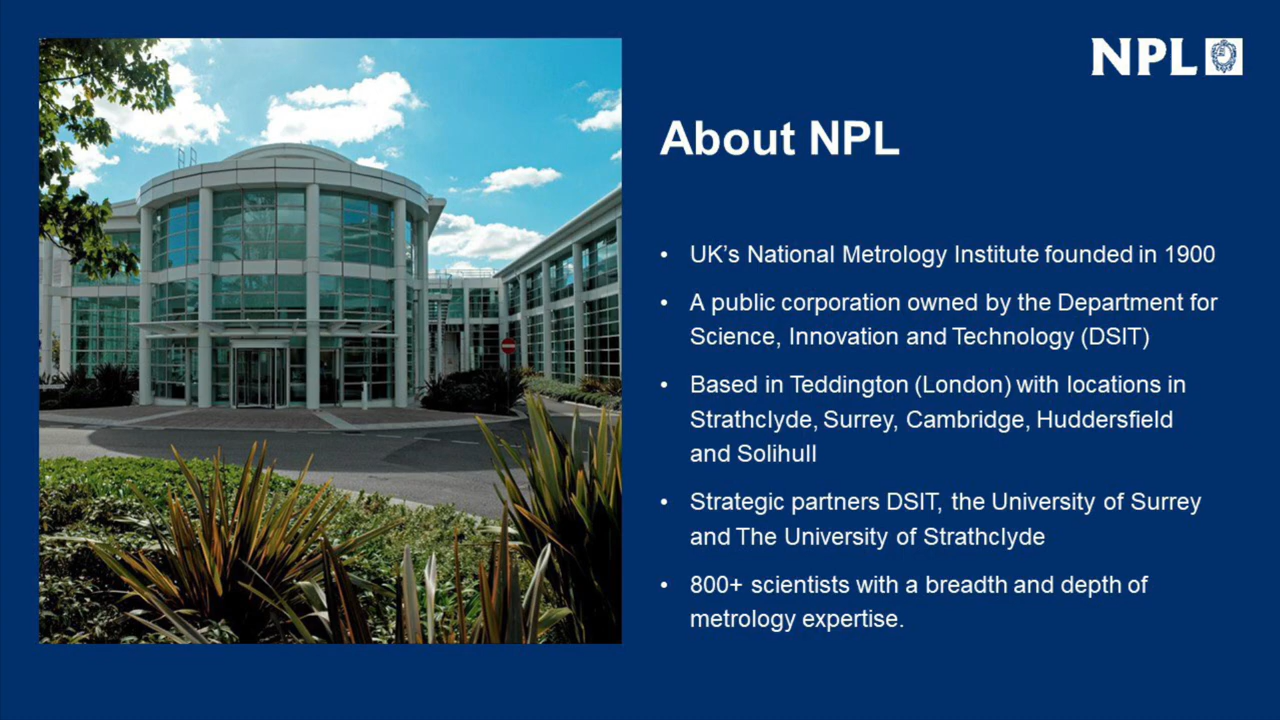 NPL
About NPL
• UK’s National Metrology Institute founded in 1900
• A public corporation owned by the Department for
Science, Innovation and Technology (DSIT)
• Based in Teddington (London) with locations in
Strathclyde, Surrey, Cambridge, Huddersfield
and Solihull
• Strategic partners DSIT, the University of Surrey
and The University of Strathclyde
• 800+ scientists with a breadth and depth of
metrology expertise.